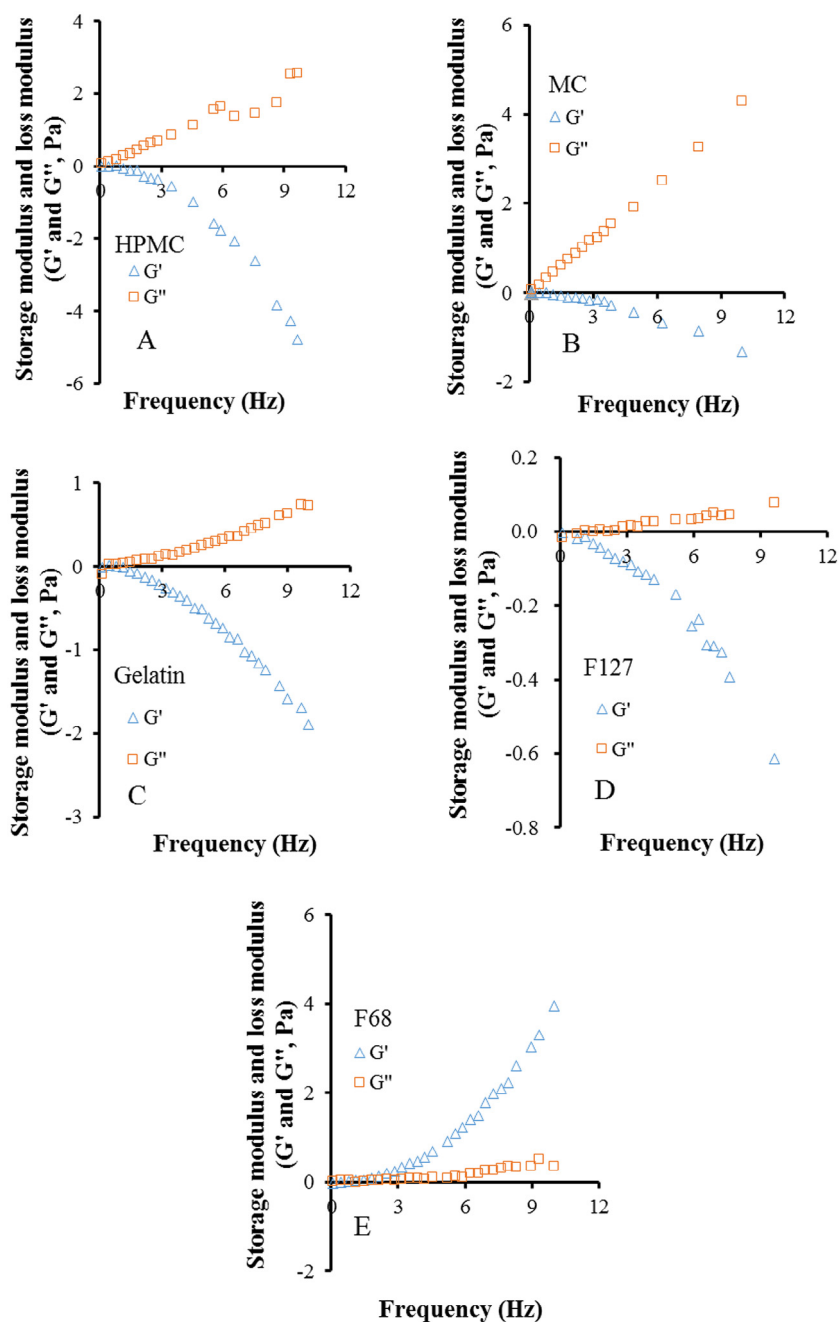 Storage modulus and loss modulus
(G' and G'', Pa)
4
2
0
-2
-4
-6
0
3
6
9
12
HPMC
G'
G''
A
Frequency (Hz)
Stourage modulus and loss modulus
(G' and G'', Pa)
6
4
2
0
-2
0
3
6
9
12
MC
G'
G''
B
Frequency (Hz)
Storage modulus and loss modulus
(G' and G'', Pa)
1
0
-1
-2
-3
0
3
6
9
12
Gelatin
G'
G''
C
Frequency (Hz)
Storage modulus and loss modulus
(G' and G'', Pa)
0.2
0.0
-0.2
-0.4
-0.6
-0.8
0
3
6
9
12
F127
G'
G''
D
Frequency (Hz)
Storage modulus and loss modulus
(G' and G'', Pa)
6
4
2
0
-2
0
3
6
9
12
F68
G'
G''
E
Frequency (Hz)